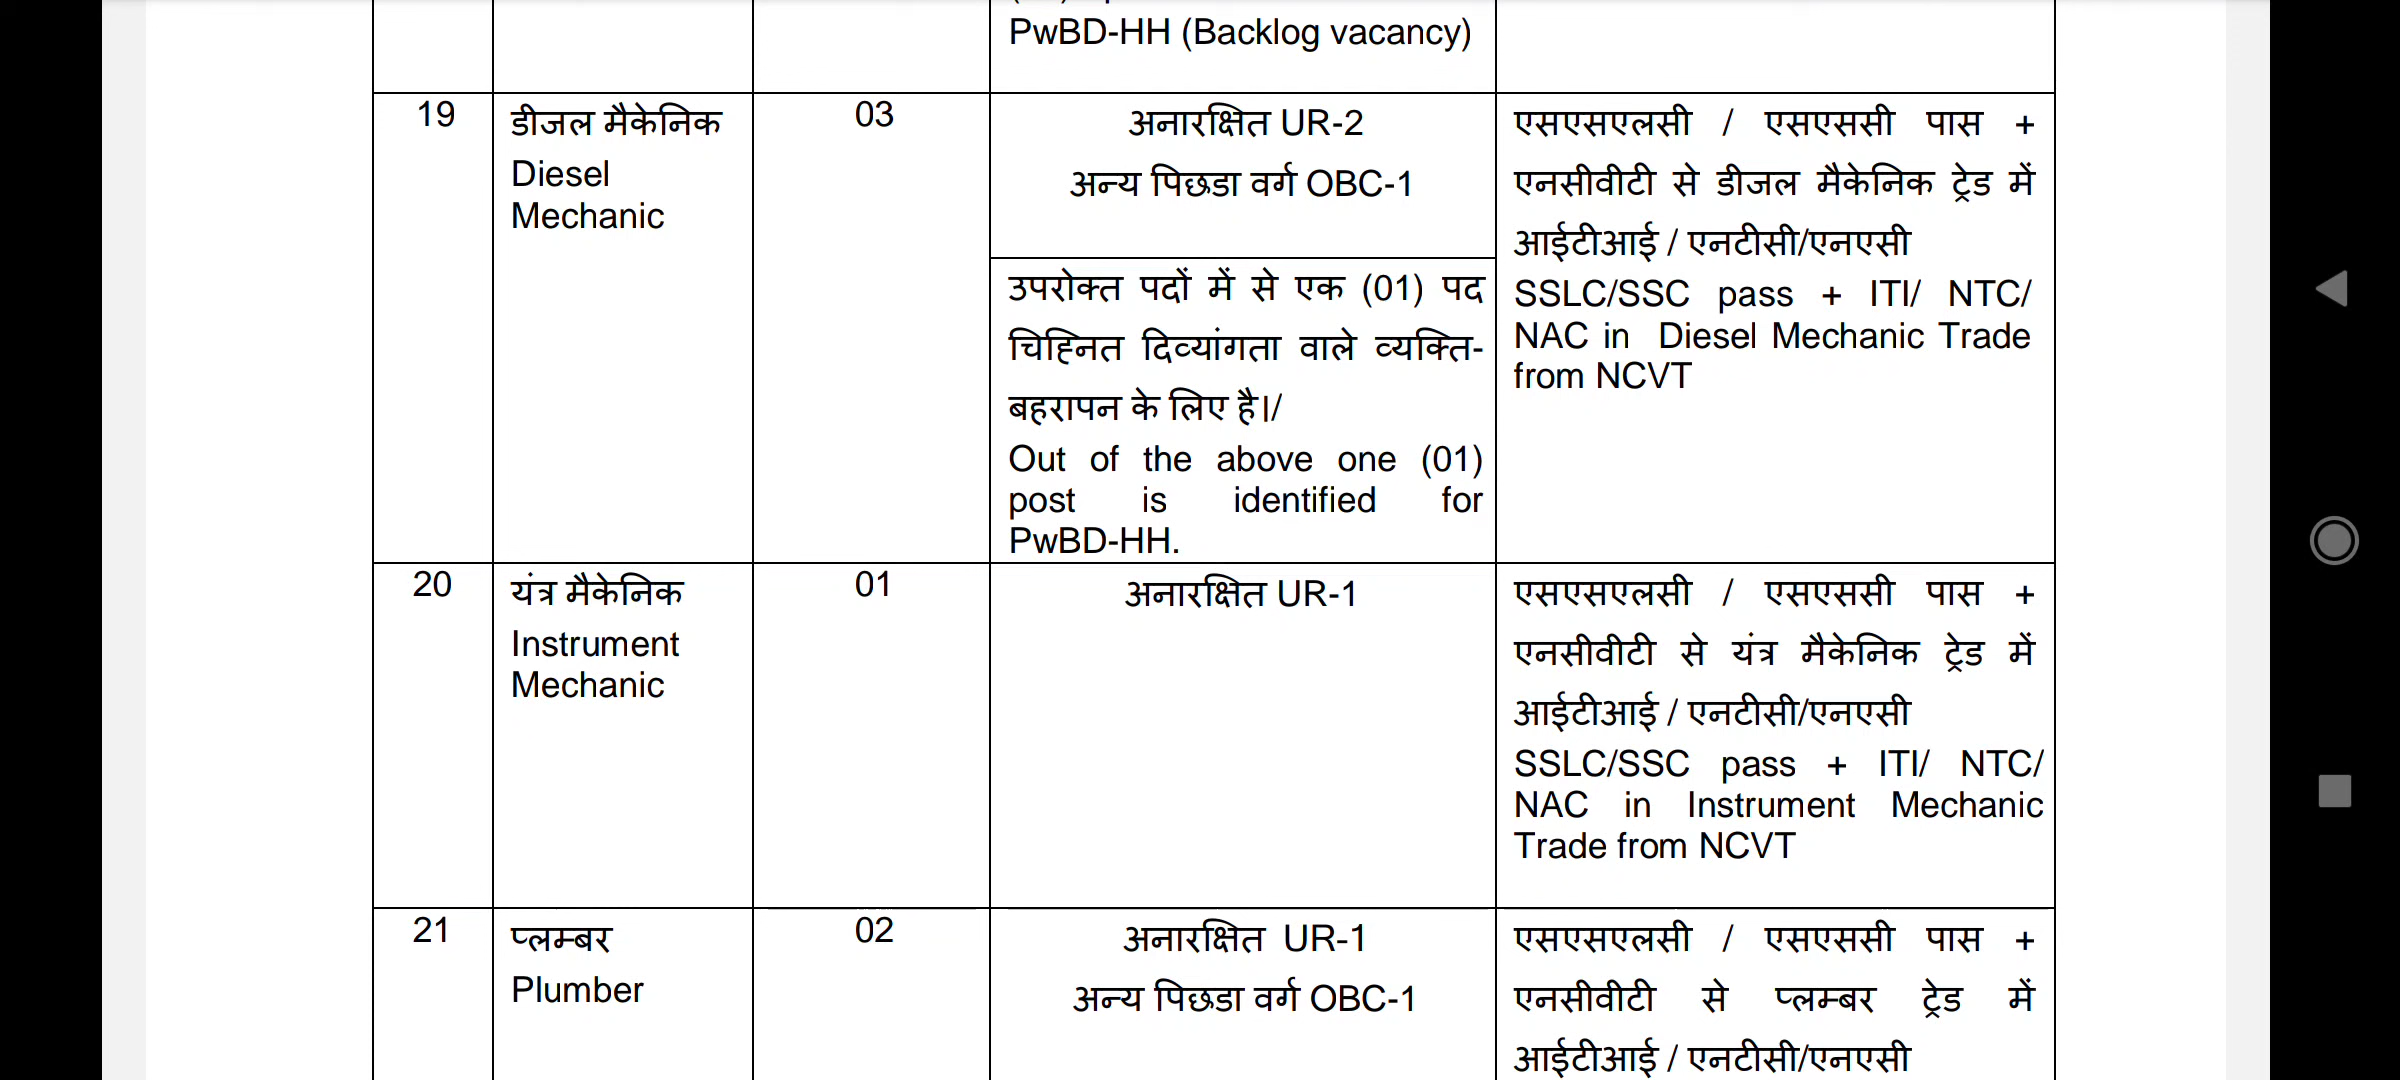 PwBD-HH (Backlog vacancy)
19
डीजल मैकेनिक
Diesel
Mechanic
03
अनारक्षित UR-2
अन्य पिछडा वर्ग OBC-1
उपरोक्त पदों में से एक (01) पद
चिह्नित दिव्यांगता वाले व्यक्ति-
बहरापन के लिए है।/
Out of the above one (01)
post is identified for
PwBD-HH.
एसएसएलसी / एसएससी पास +
एनसीवीटी से डीजल मैकेनिक ट्रेड में
आईटीआई / एनटीसी/एनएसी
SSLC/SSC pass + ITI/ NTC/
NAC in Diesel Mechanic Trade
from NCVT
20
यंत्र मैकेनिक
Instrument
Mechanic
01
अनारक्षित UR-1
एसएसएलसी / एसएससी पास +
एनसीवीटी से यंत्र मैकेनिक ट्रेड में
आईटीआई / एनटीसी/एनएसी
SSLC/SSC pass + ITI/ NTC/
NAC in Instrument Mechanic
Trade from NCVT
21
प्लम्बर
Plumber
02
अनारक्षित UR-1
अन्य पिछडा वर्ग OBC-1
एसएसएलसी / एसएससी पास +
एनसीवीटी से प्लम्बर ट्रेड में
आईटीआई / एनटीसी/एनएसी